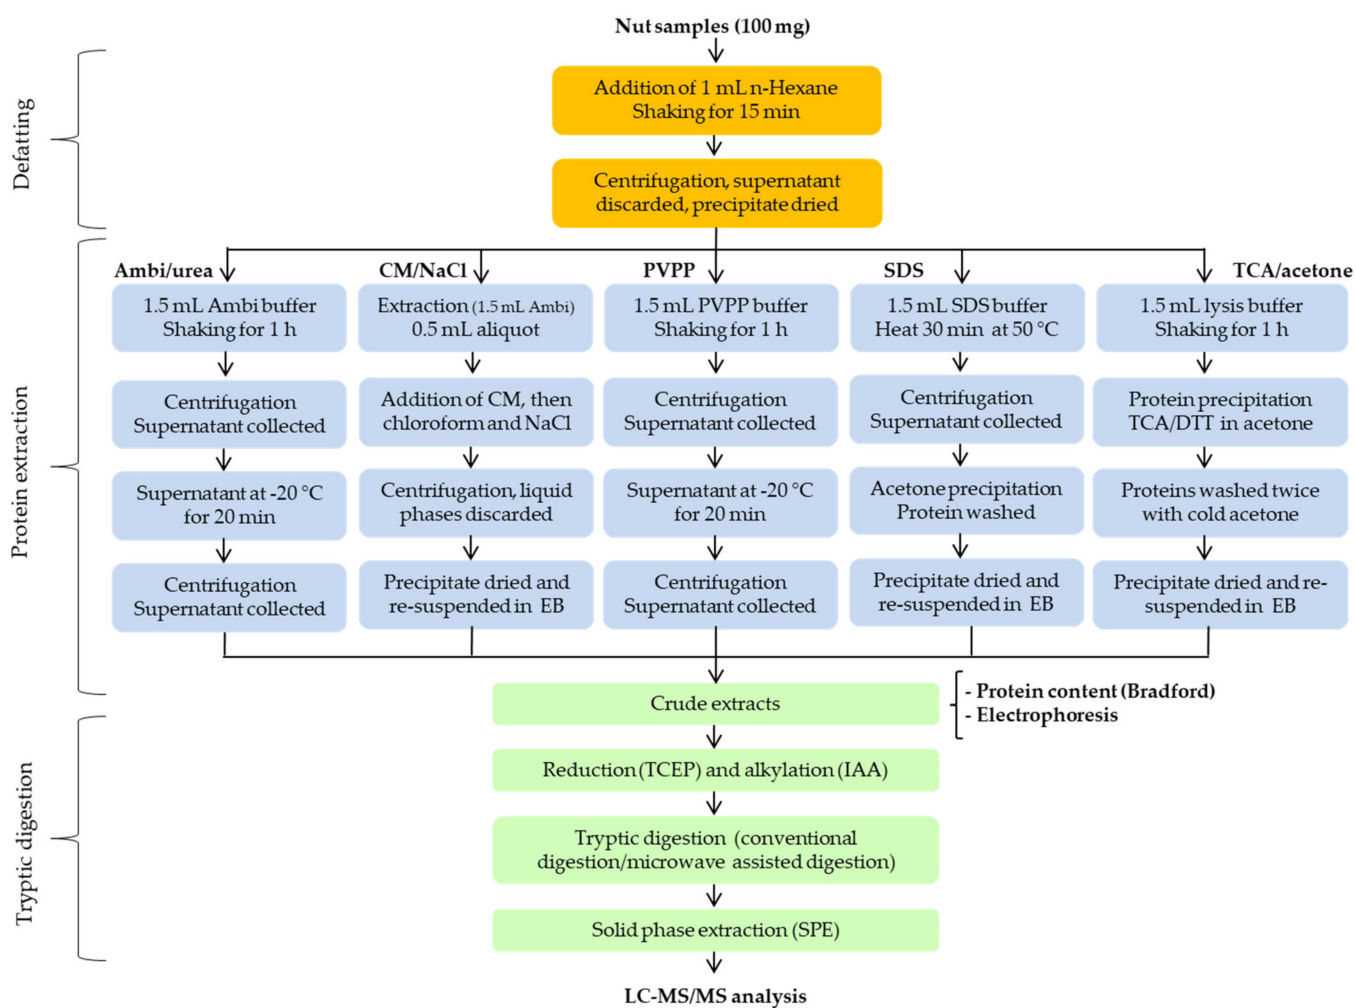 Nut samples (100 mg)
Defatting
Addition of 1 mL n-Hexane
Shaking for 15 min
Centrifugation, supernatant
discarded, precipitate dried
Protein extraction
Ambi/urea
1.5 mL Ambi buffer
Shaking for 1 h
Centrifugation
Supernatant collected
Supernatant at -20 °C
for 20 min
Centrifugation
Supernatant collected
CM/NaCl
Extraction (1.5 mL Ambi)
0.5 mL aliquot
Addition of CM, then
chloroform and NaCl
Centrifugation, liquid
phases discarded
Precipitate dried and
re-suspended in EB
PVPP
1.5 mL PVPP buffer
Shaking for 1 h
Centrifugation
Supernatant collected
Supernatant at -20 °C
for 20 min
Centrifugation
Supernatant collected
SDS
1.5 mL SDS buffer
Heat 30 min at 50 °C
Centrifugation
Supernatant collected
Acetone precipitation
Protein washed
Precipitate dried and
re-suspended in EB
TCA/acetone
1.5 mL lysis buffer
Shaking for 1 h
Protein precipitation
TCA/DTT in acetone
Proteins washed twice
with cold acetone
Precipitate dried and re-
suspended in EB
Crude extracts
- Protein content (Bradford)
- Electrophoresis
Tryptic digestion
Reduction (TCEP) and alkylation (IAA)
Tryptic digestion (conventional
digestion/microwave assisted digestion)
Solid phase extraction (SPE)
LC-MS/MS analysis